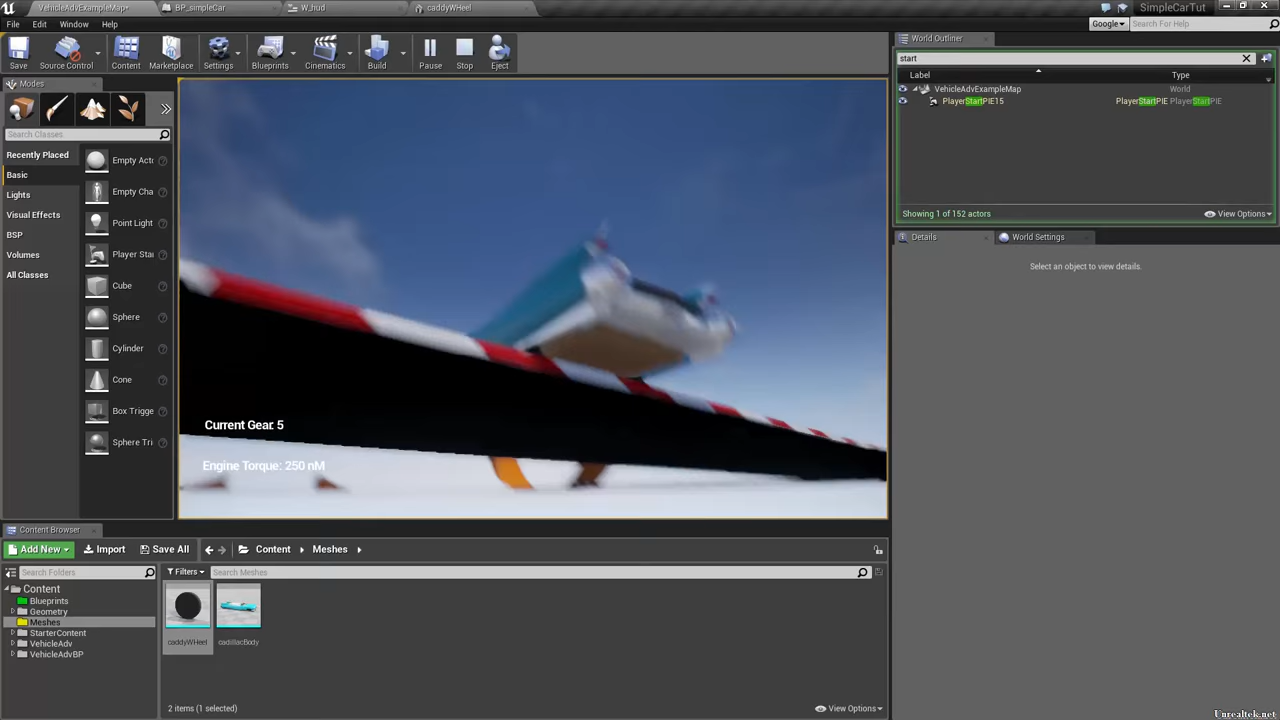 VehicleAdvExampleMap* BP_simpleCar W_hud caddyWHeel SimpleCarTut
File Edit Window Help Google Search For Help
Save Source Control Content Marketplace Settings Blueprints Cinematics Build Pause Stop Eject
Modes
Search Classes
Recently Placed
Basic
Lights
Visual Effects
BSP
Volumes
All Classes
Empty Acto
Empty Cha
Point Light
Player Star
Cube
Sphere
Cylinder
Cone
Box Trigge
Sphere Tri
Current Gear: 5
Engine Torque: 250 nM
World Outliner
start
Label Type
VehicleAdvExampleMap World
PlayerStartPIE15 PlayerStartPIE PlayerStartPIE
Showing 1 of 152 actors View Options
Details World Settings
Select an object to view details.
Content Browser
Add New Import Save All Content Meshes
Search Folders Filters Search Meshes
Content
Blueprints
Geometry
Meshes
StarterContent
VehicleAdv
VehicleAdvBP
caddyWHeel cadillacBody
2 items (1 selected) View Options
Unrealtek.net